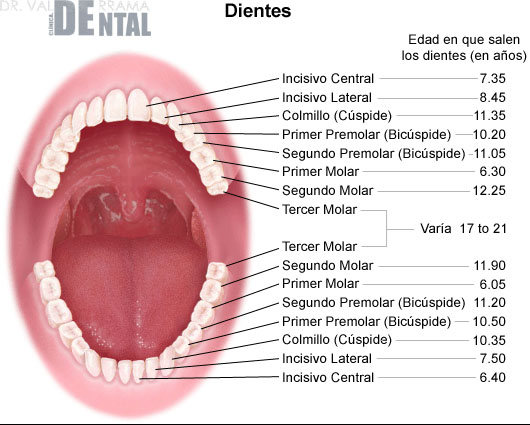 DR. VALDERRAMA
CLINICA DENTAL
Dientes
Edad en que salen
los dientes (en años)
Incisivo Central 7.35
Incisivo Lateral 8.45
Colmillo (Cúspide) 11.35
Primer Premolar (Bicúspide) 10.20
Segundo Premolar (Bicúspide) 11.05
Primer Molar 6.30
Segundo Molar 12.25
Tercer Molar
Varía 17 to 21
Tercer Molar
Segundo Molar 11.90
Primer Molar 6.05
Segundo Premolar (Bicúspide) 11.20
Primer Premolar (Bicúspide) 10.50
Colmillo (Cúspide) 10.35
Incisivo Lateral 7.50
Incisivo Central 6.40